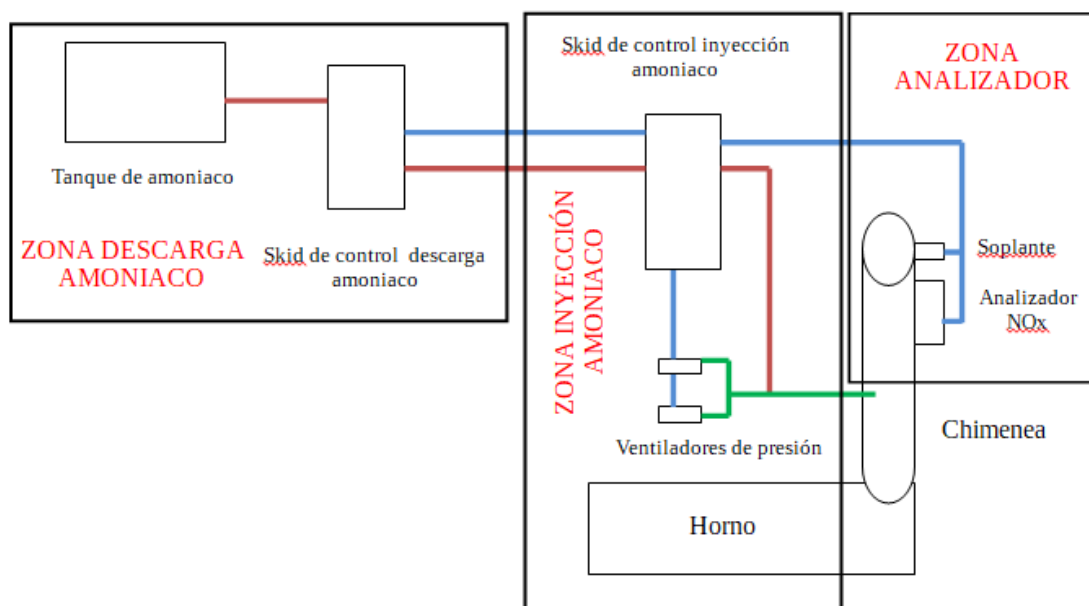 Tanque de amoniaco
ZONA DESCARGA
AMONIACO
Skid de control descarga
amoniaco
Skid de control inyección
amoniaco
ZONA INYECCIÓN
AMONIACO
Ventiladores de presión
Horno
ZONA
ANALIZADOR
Soplante
Analizador
NOx
Chimenea